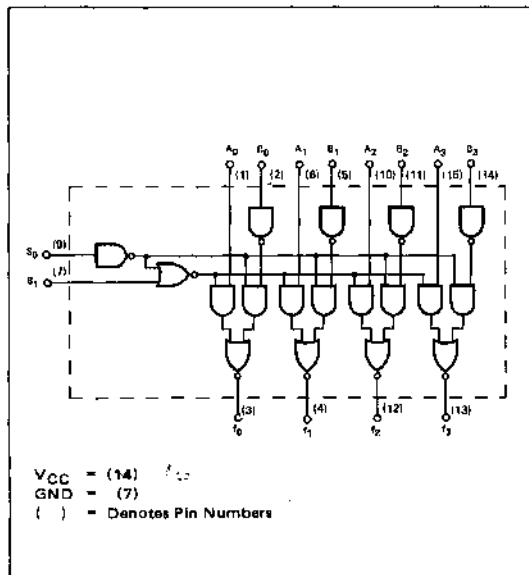 A0 B0 A1 B1 A2 B2 A3 B3
(1) (2) (6) (5) (10) (11) (15) (14)
S0 (9)
S1 (7)
(3) (4) (12) (13)
f0 f1 f2 f3
VCC = (14)
GND = (7)
( ) = Denotes Pin Numbers